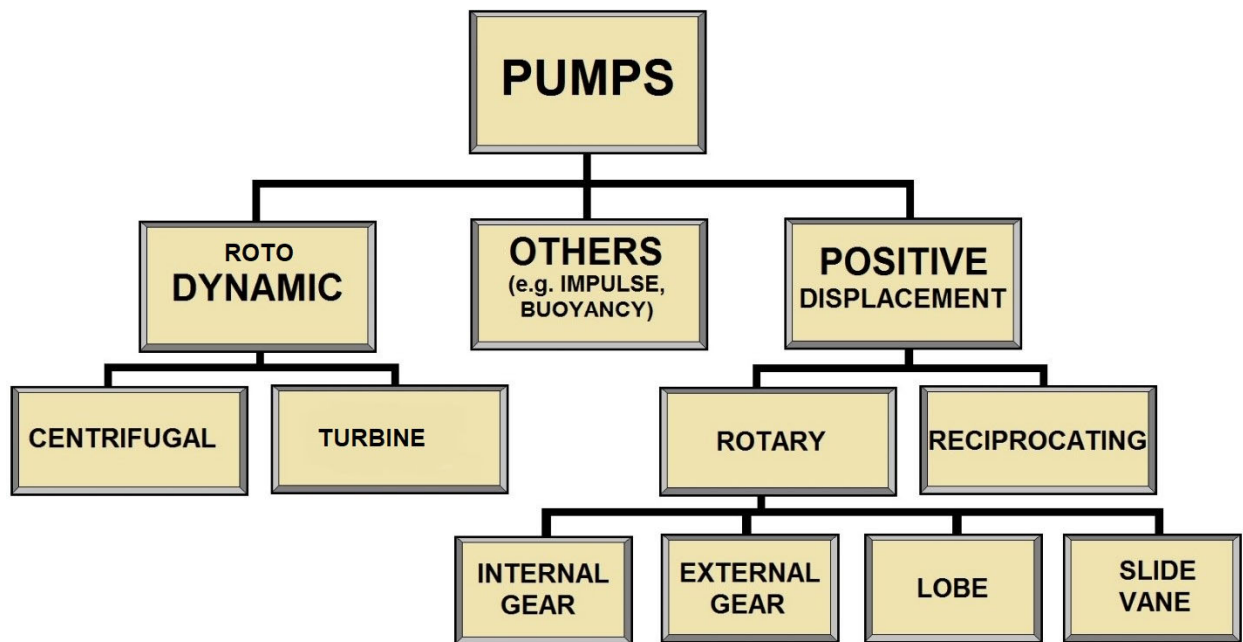 PUMPS
ROTO
DYNAMIC
OTHERS
(e.g. IMPULSE,
BUOYANCY)
POSITIVE
DISPLACEMENT
CENTRIFUGAL
TURBINE
ROTARY
RECIPROCATING
INTERNAL
GEAR
EXTERNAL
GEAR
LOBE
SLIDE
VANE